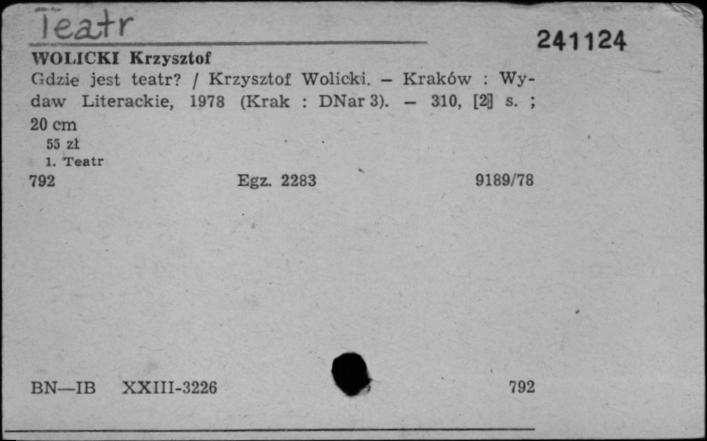 Teatr
241124
WOLICKI Krzysztof
Gdzie jest teatr? / Krzysztof Wolicki. — Kraków : Wy-
daw Literackie, 1978 (Krak : DNar 3). — 310, [2] s. ;
20 cm
55 zł
1. Teatr
792 Egz. 2283 9189/78
BN—IB XXIII-3226 792